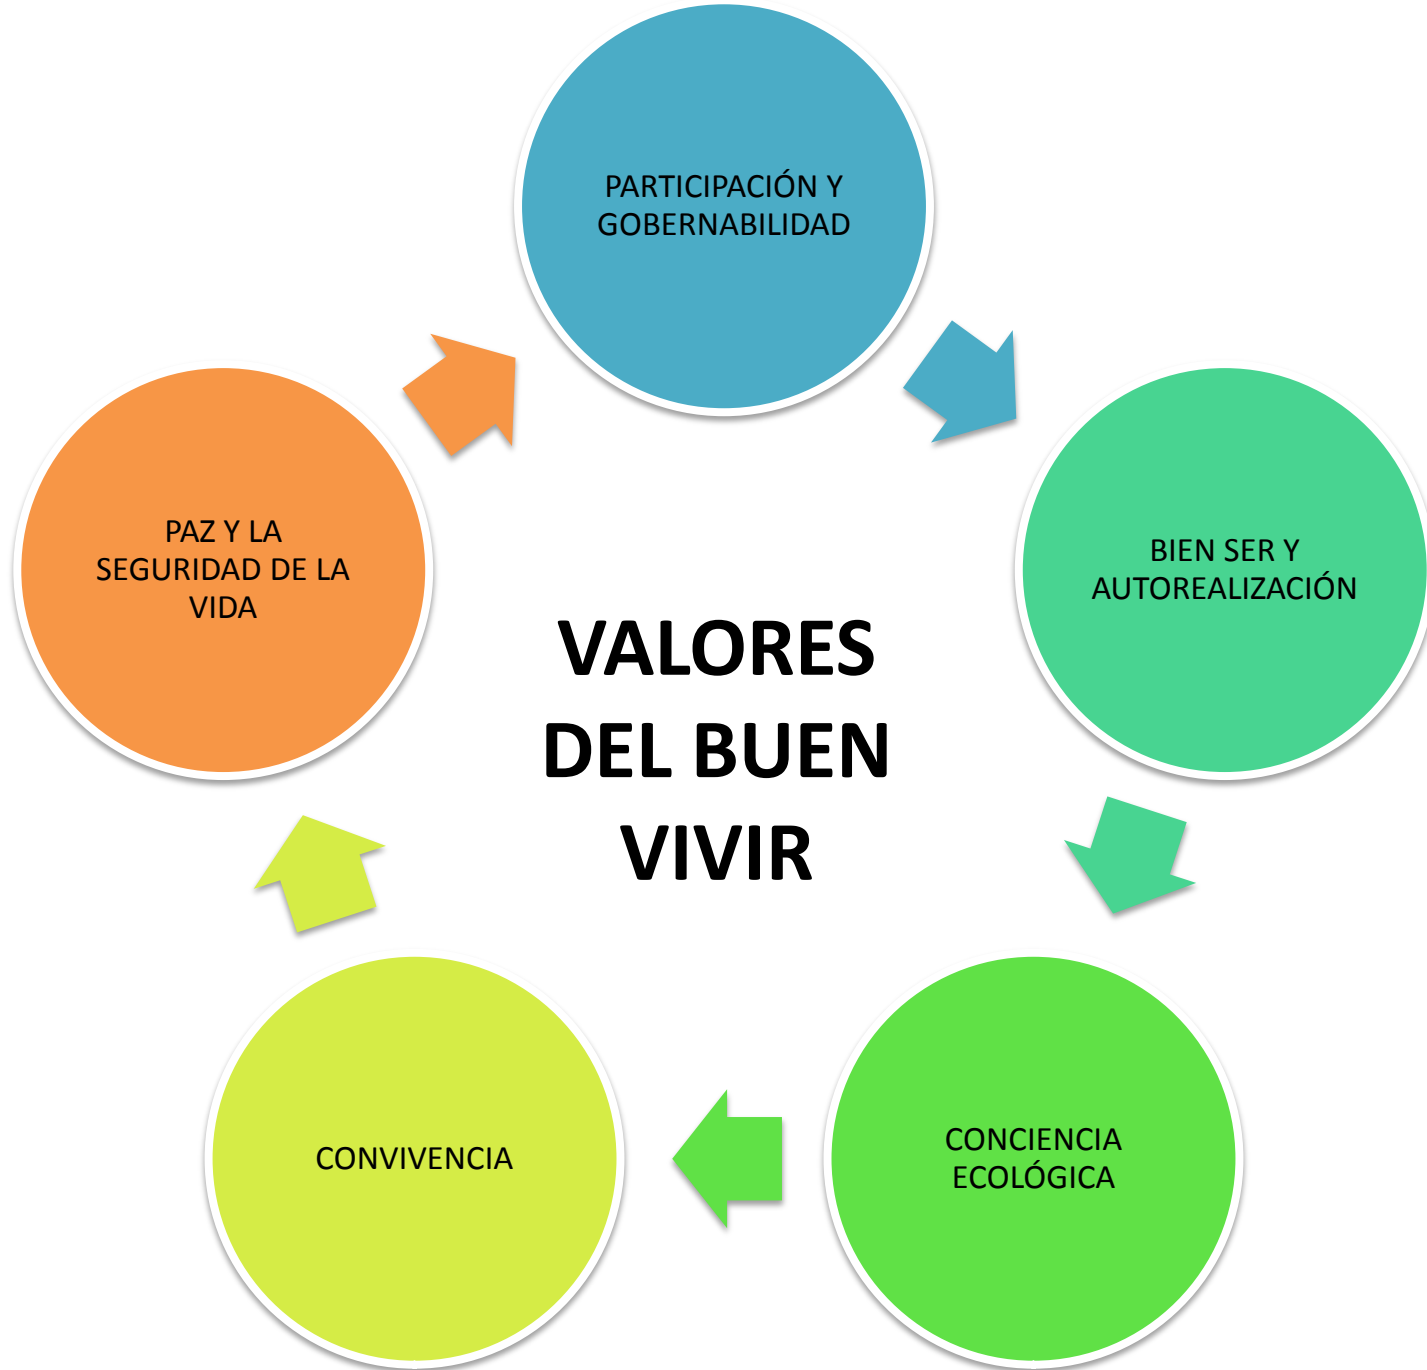 PARTICIPACIÓN Y
GOBERNABILIDAD
BIEN SER Y
AUTOREALIZACIÓN
CONCIENCIA
ECOLÓGICA
CONVIVENCIA
PAZ Y LA
SEGURIDAD DE LA
VIDA
VALORES
DEL BUEN
VIVIR